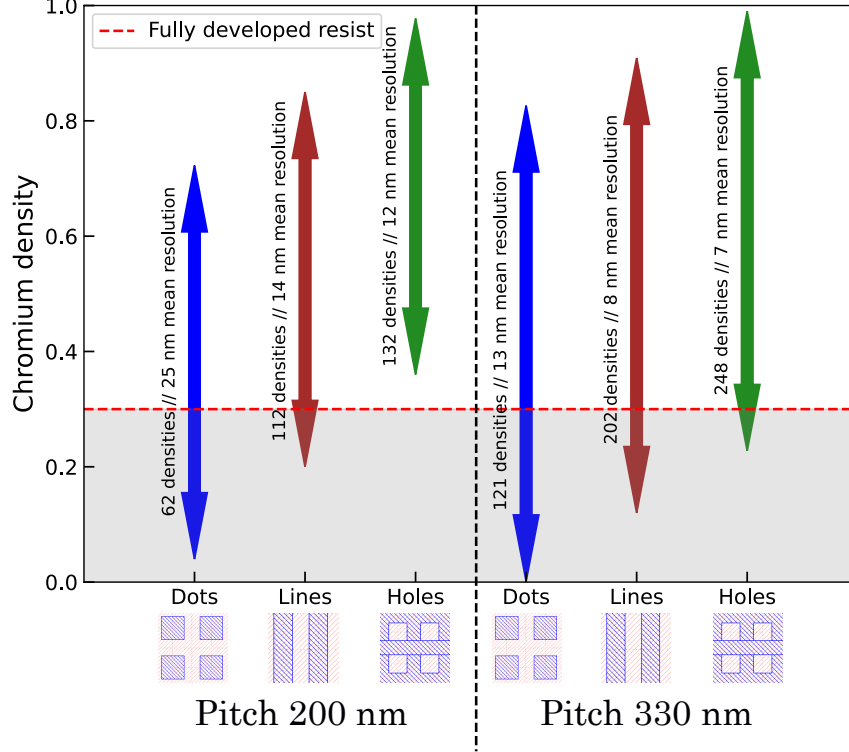 1.0
0.8
0.6
0.4
0.2
0.0
Chromium density
Fully developed resist
62 densities // 25 nm mean resolution
112 densities // 14 nm mean resolution
132 densities // 12 nm mean resolution
121 densities // 13 nm mean resolution
202 densities // 8 nm mean resolution
248 densities // 7 nm mean resolution
Dots Lines Holes Dots Lines Holes
Pitch 200 nm Pitch 330 nm